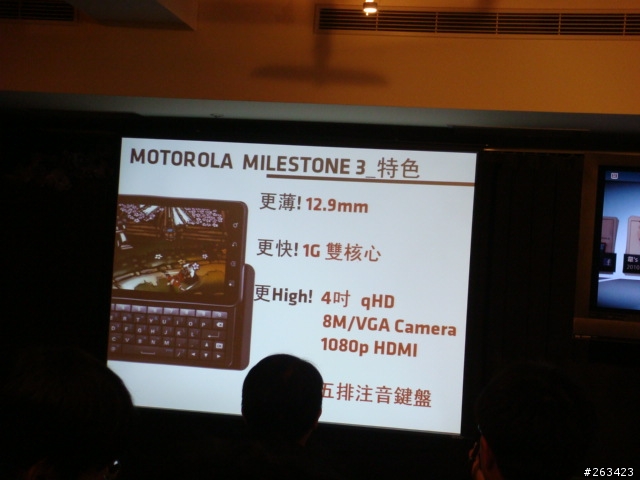 MOTOROLA MILESTONE 3_特色
更薄! 12.9mm
更快! 1G 雙核心
更High! 4吋 qHD
8M/VGA Camera
1080p HDMI
五排注音鍵盤
#263423